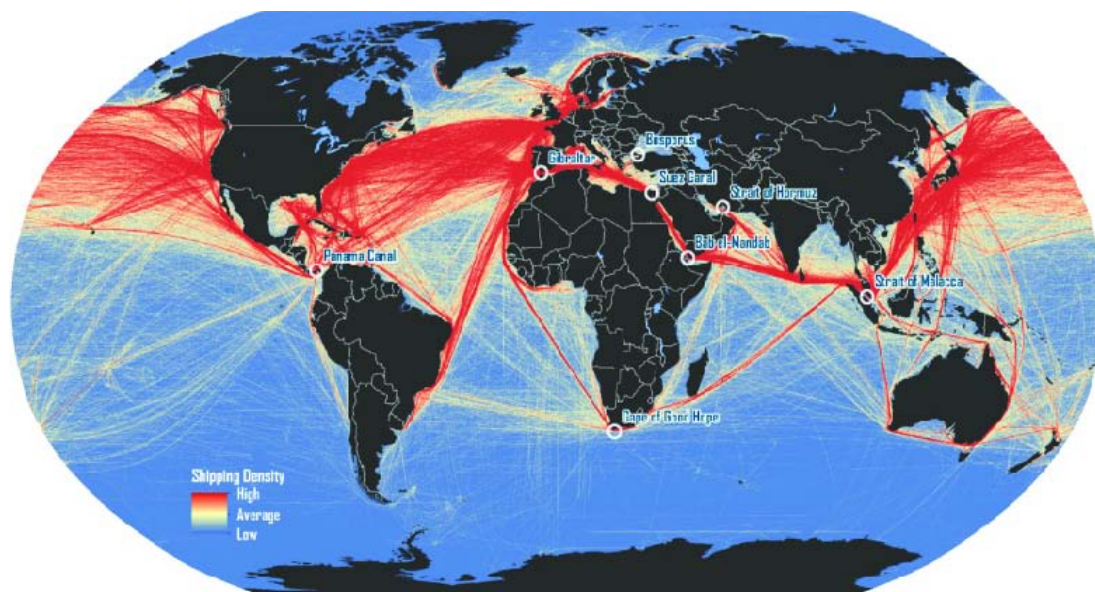 Bosporus
Gibraltar
Suez Canal
Strait of Hormuz
Bab el-Mandab
Panama Canal
Strait of Malacca
Cape of Good Hope
Shipping Density
High
Average
Low